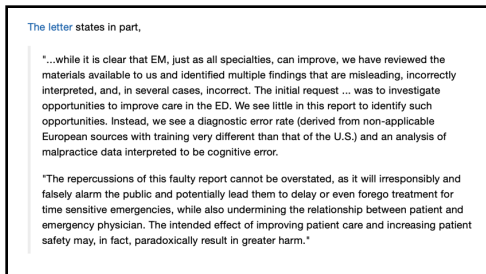 The letter states in part,
"...while it is clear that EM, just as all specialties, can improve, we have reviewed the
materials available to us and identified multiple findings that are misleading, incorrectly
interpreted, and, in several cases, incorrect. The initial request ... was to investigate
opportunities to improve care in the ED. We see little in this report to identify such
opportunities. Instead, we see a diagnostic error rate (derived from non-applicable
European sources with training very different than that of the U.S.) and an analysis of
malpractice data interpreted to be cognitive error.
"The repercussions of this faulty report cannot be overstated, as it will irresponsibly and
falsely alarm the public and potentially lead them to delay or even forego treatment for
time sensitive emergencies, while also undermining the relationship between patient and
emergency physician. The intended effect of improving patient care and increasing patient
safety may, in fact, paradoxically result in greater harm."